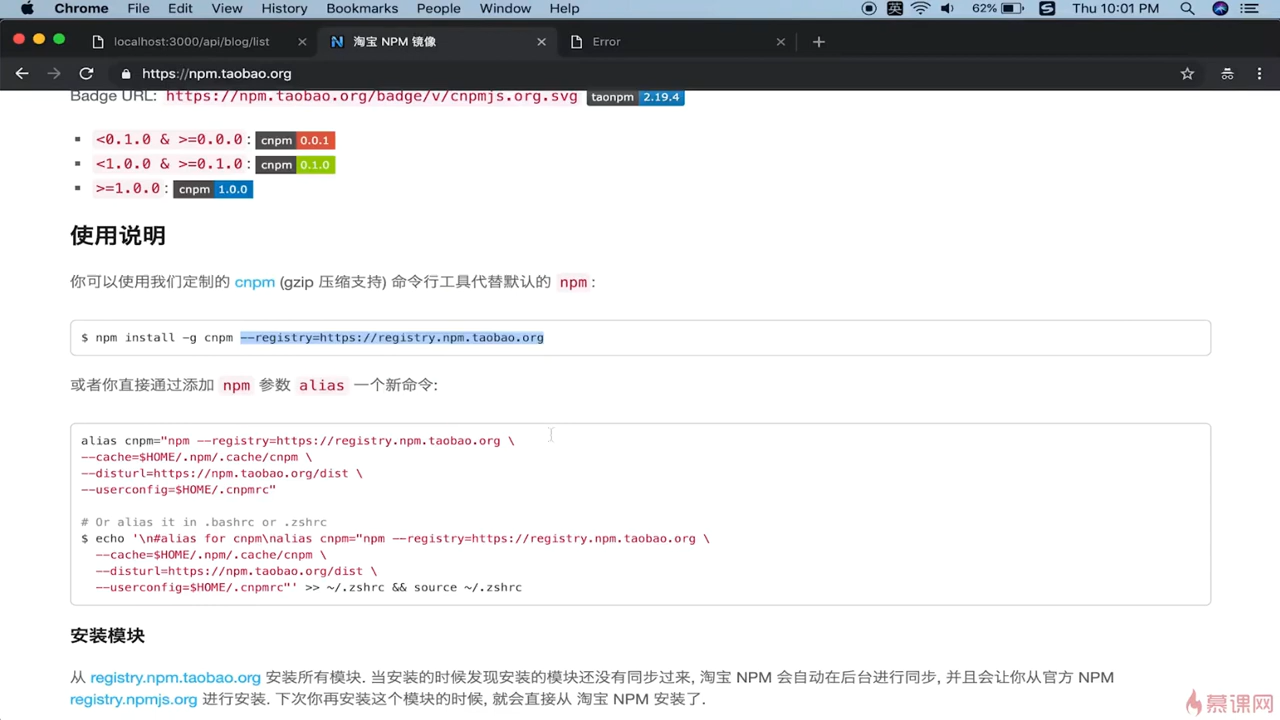 Chrome File Edit View History Bookmarks People Window Help 英 62% Thu 10:01 PM
localhost:3000/api/blog/list 淘宝 NPM 镜像 Error
https://npm.taobao.org
Badge URL: https://npm.taobao.org/badge/v/cnpmjs.org.svg taonpm 2.19.4
<0.1.0 & >=0.0.0: cnpm 0.0.1
<1.0.0 & >=0.1.0: cnpm 0.1.0
>=1.0.0: cnpm 1.0.0
使用说明
你可以使用我们定制的 cnpm (gzip 压缩支持) 命令行工具代替默认的 npm:
$ npm install -g cnpm --registry=https://registry.npm.taobao.org
或者你直接通过添加 npm 参数 alias 一个新命令:
alias cnpm="npm --registry=https://registry.npm.taobao.org \
--cache=$HOME/.npm/.cache/cnpm \
--disturl=https://npm.taobao.org/dist \
--userconfig=$HOME/.cnpmrc"
# Or alias it in .bashrc or .zshrc
$ echo '\n#alias for cnpm\nalias cnpm="npm --registry=https://registry.npm.taobao.org \
--cache=$HOME/.npm/.cache/cnpm \
--disturl=https://npm.taobao.org/dist \
--userconfig=$HOME/.cnpmrc"' >> ~/.zshrc && source ~/.zshrc
安装模块
从 registry.npm.taobao.org 安装所有模块. 当安装的时候发现安装的模块还没有同步过来, 淘宝 NPM 会自动在后台进行同步, 并且会让你从官方 NPM
registry.npmjs.org 进行安装. 下次你再安装这个模块的时候, 就会直接从 淘宝 NPM 安装了.
慕课网